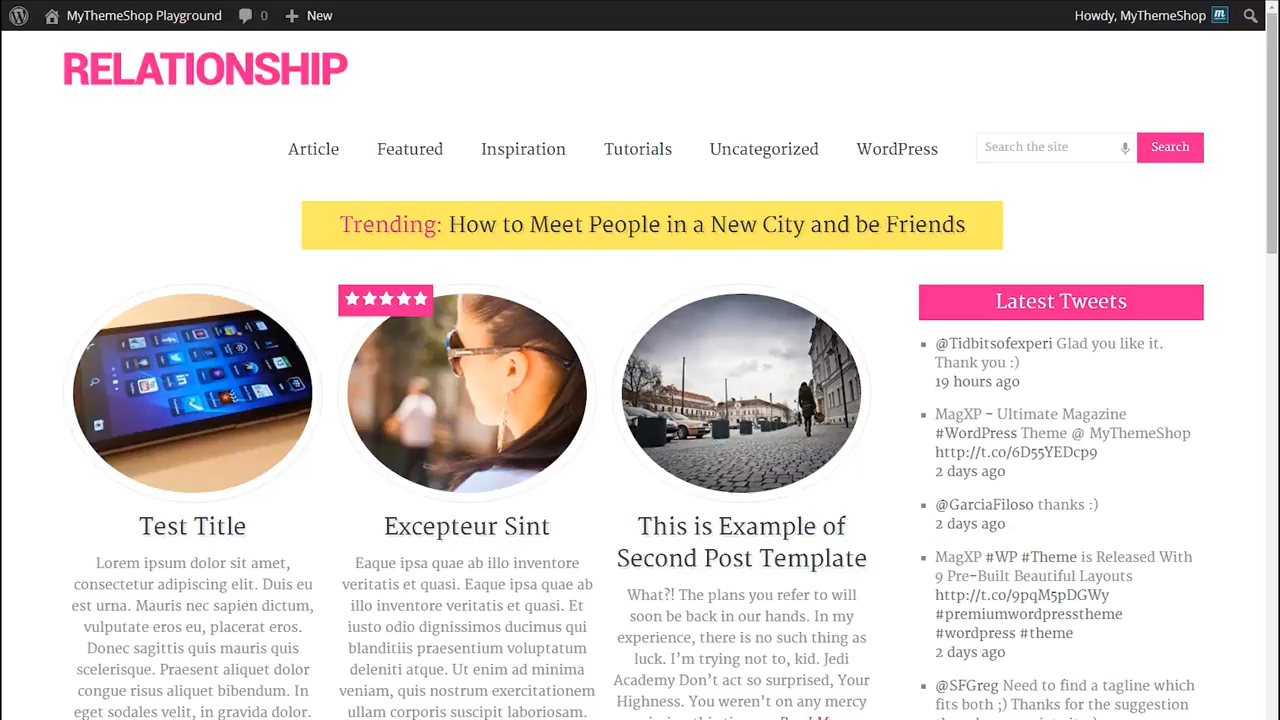 MyThemeShop Playground 0 New Howdy, MyThemeShop
RELATIONSHIP
Article Featured Inspiration Tutorials Uncategorized WordPress Search the site Search
Trending: How to Meet People in a New City and be Friends
Test Title
Lorem ipsum dolor sit amet,
consectetur adipiscing elit. Duis eu
est urna. Mauris nec sapien dictum,
vulputate eros eu, placerat eros.
Donec sagittis quis mauris quis
scelerisque. Praesent aliquet dolor
congue risus aliquet bibendum. In
eget sodales velit, in gravida dolor.
Excepteur Sint
Eaque ipsa quae ab illo inventore
veritatis et quasi. Eaque ipsa quae ab
illo inventore veritatis et quasi. Et
iusto odio dignissimos ducimus qui
blanditiis praesentium voluptatum
deleniti atque. Ut enim ad minima
veniam, quis nostrum exercitationem
ullam corporis suscipit laboriosam.
This is Example of
Second Post Template
What?! The plans you refer to will
soon be back in our hands. In my
experience, there is no such thing as
luck. I'm trying not to, kid. Jedi
Academy Don't act so surprised, Your
Highness. You weren't on any mercy
Latest Tweets
@Tidbitsofexperi Glad you like it.
Thank you :)
19 hours ago
MagXP - Ultimate Magazine
#WordPress Theme @ MyThemeShop
http://t.co/6D55YEDcp9
2 days ago
@GarciaFiloso thanks :)
2 days ago
MagXP #WP #Theme is Released With
9 Pre-Built Beautiful Layouts
http://t.co/9pqM5pDGWy
#premiumwordpresstheme
#wordpress #theme
2 days ago
@SFGreg Need to find a tagline which
fits both ;) Thanks for the suggestion